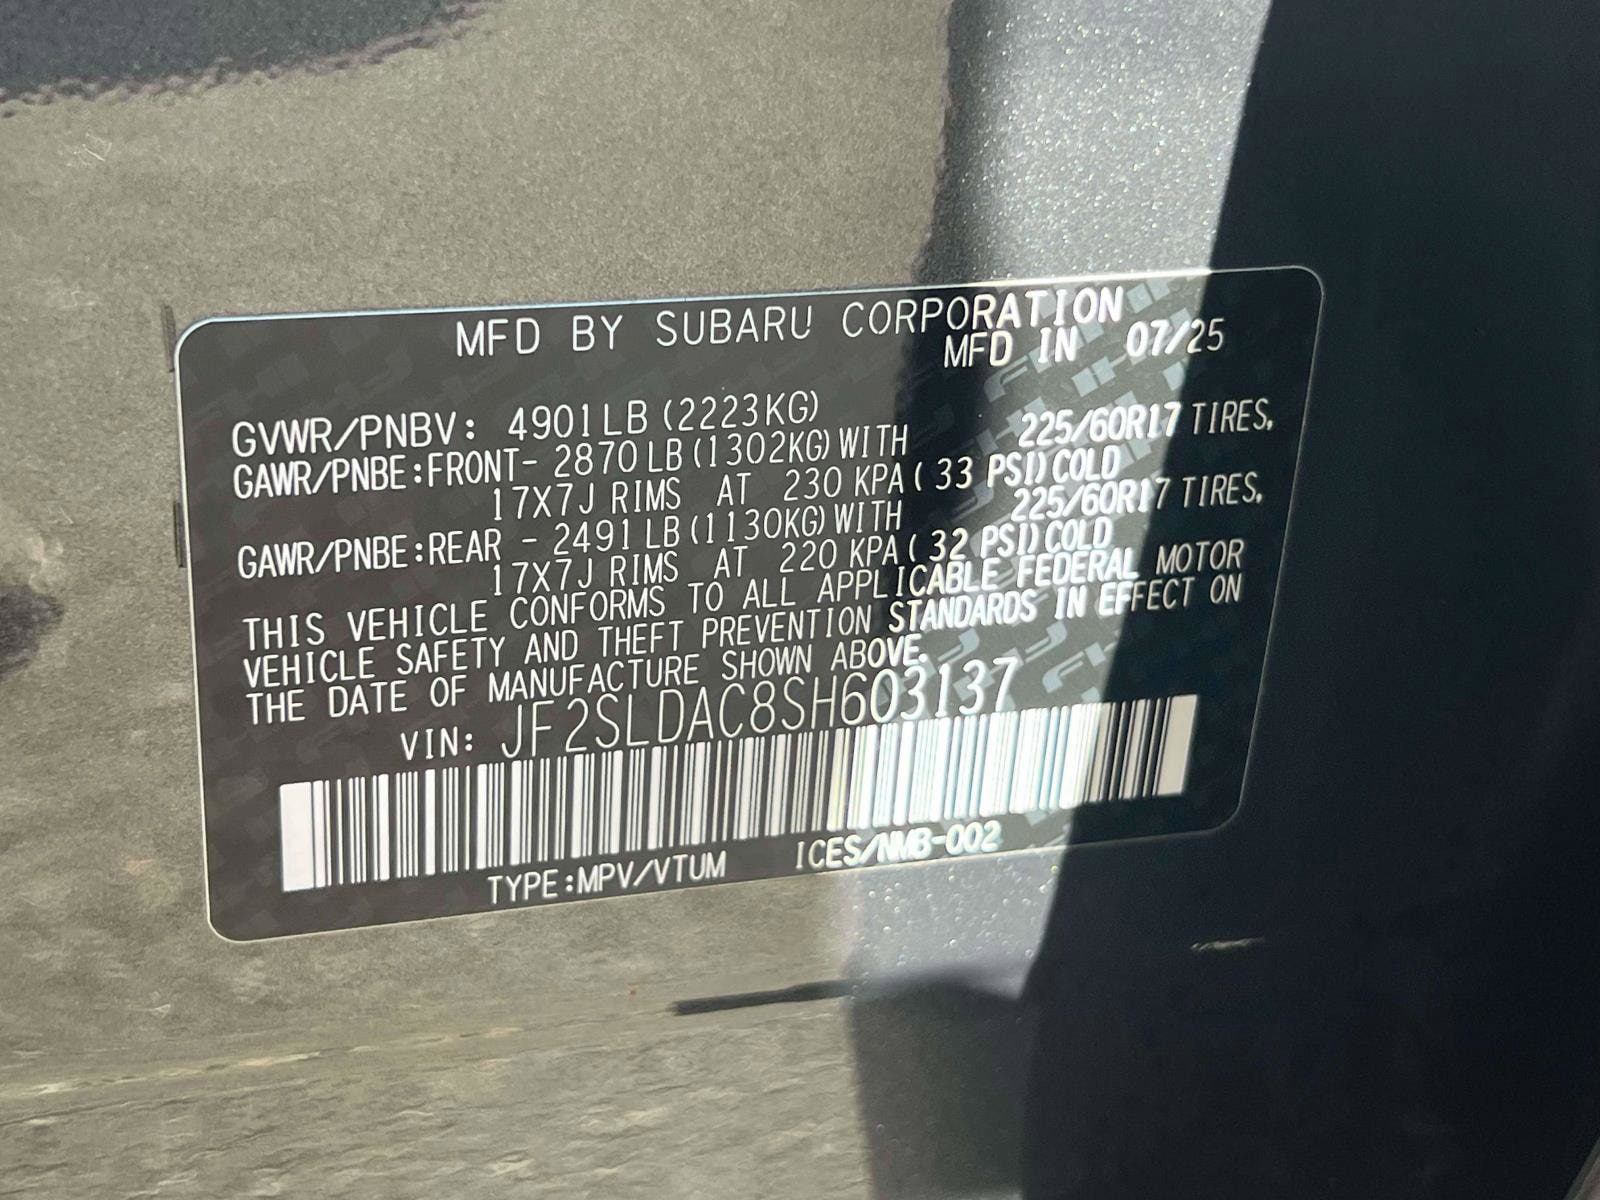 MFD BY SUBARU CORPORATION
MFD IN 07/25
GVWR/PNBV: 4901LB (2223KG)
GAWR/PNBE:FRONT- 2870LB (1302KG) WITH 225/60R17 TIRES,
17X7J RIMS AT 230 KPA ( 33 PSI) COLD
GAWR/PNBE:REAR - 2491LB (1130KG) WITH 225/60R17 TIRES,
17X7J RIMS AT 220 KPA ( 32 PSI) COLD
THIS VEHICLE CONFORMS TO ALL APPLICABLE FEDERAL MOTOR
VEHICLE SAFETY AND THEFT PREVENTION STANDARDS IN EFFECT ON
THE DATE OF MANUFACTURE SHOWN ABOVE.
VIN: JF2SLDAC8SH603137
TYPE:MPV/VTUM ICES/NMB-002